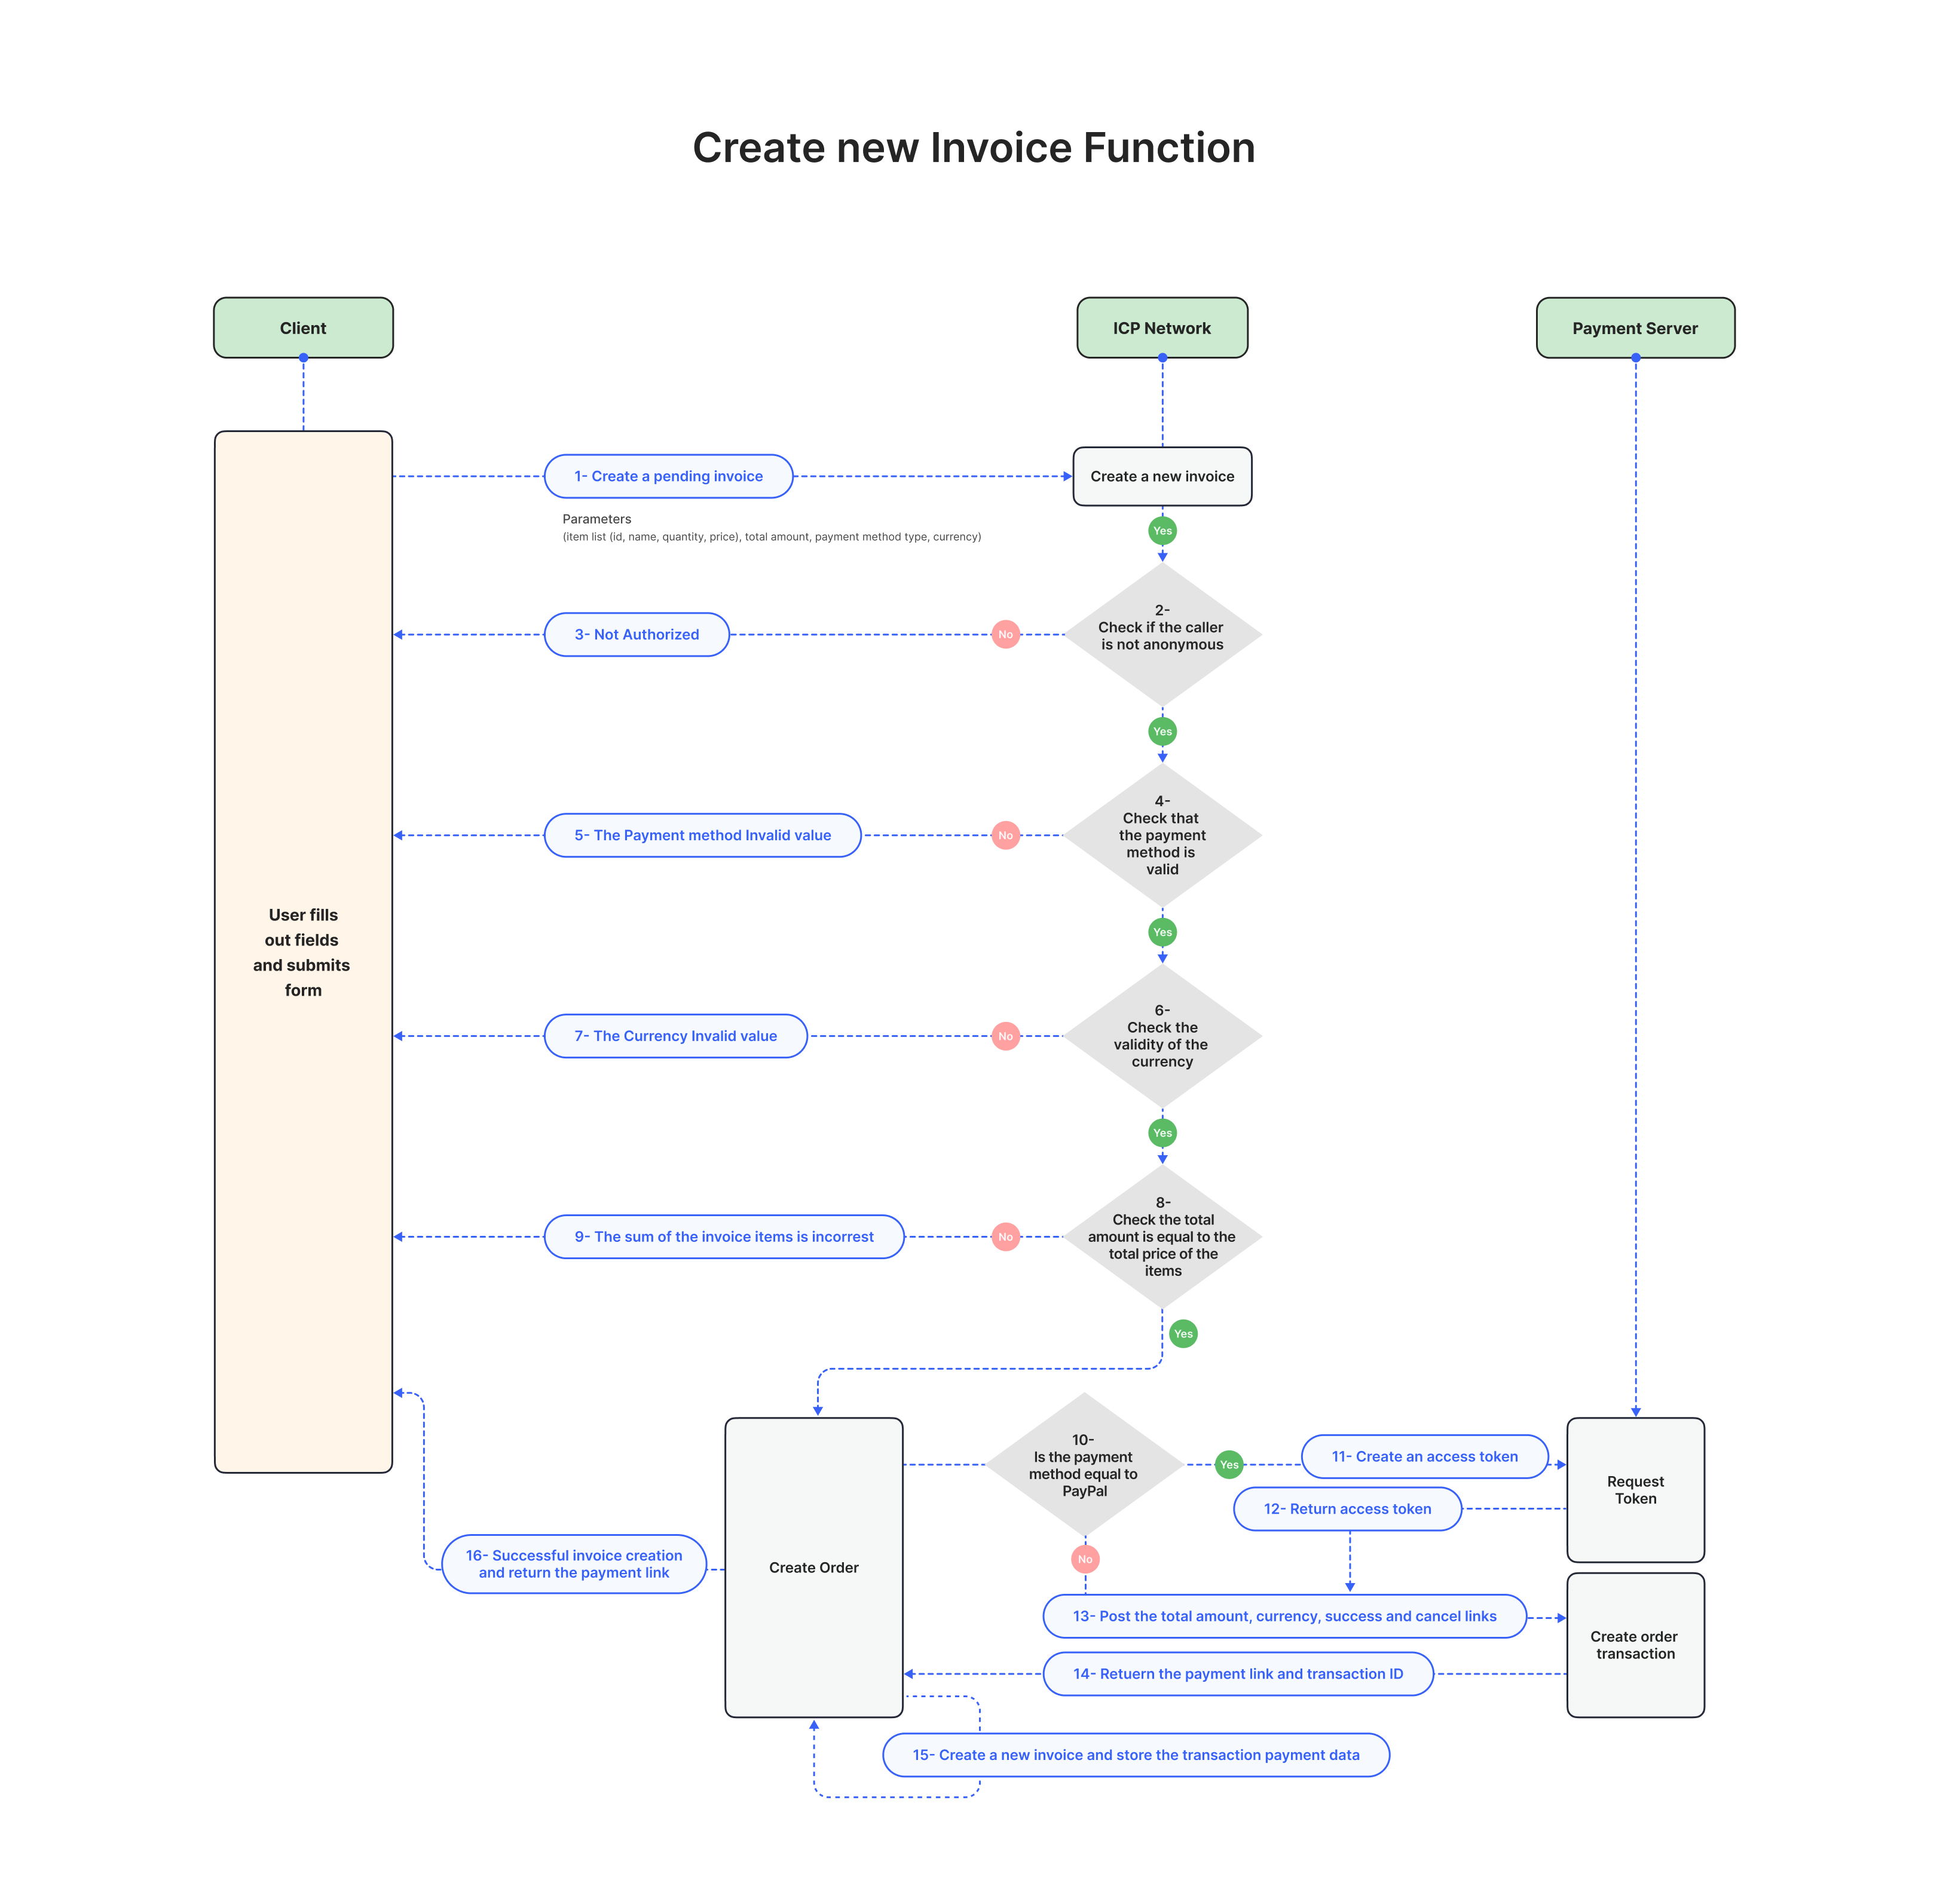 Create new Invoice Function
Client
ICP Network
Payment Server
1- Create a pending invoice
Create a new invoice
Parameters
(item list (id, name, quantity, price), total amount, payment method type, currency)
Yes
2-
Check if the caller
is not anonymous
3- Not Authorized
No
Yes
4-
Check that
the payment
method is
valid
5- The Payment method Invalid value
No
User fills
out fields
and submits
form
Yes
6-
Check the
validity of the
currency
7- The Currency Invalid value
No
Yes
8-
Check the total
amount is equal to the
total price of the
items
9- The sum of the invoice items is incorrest
No
Yes
10-
Is the payment
method equal to
PayPal
Yes
11- Create an access token
Request
Token
12- Return access token
No
16- Successful invoice creation
and return the payment link
Create Order
13- Post the total amount, currency, success and cancel links
Create order
transaction
14- Retuern the payment link and transaction ID
15- Create a new invoice and store the transaction payment data